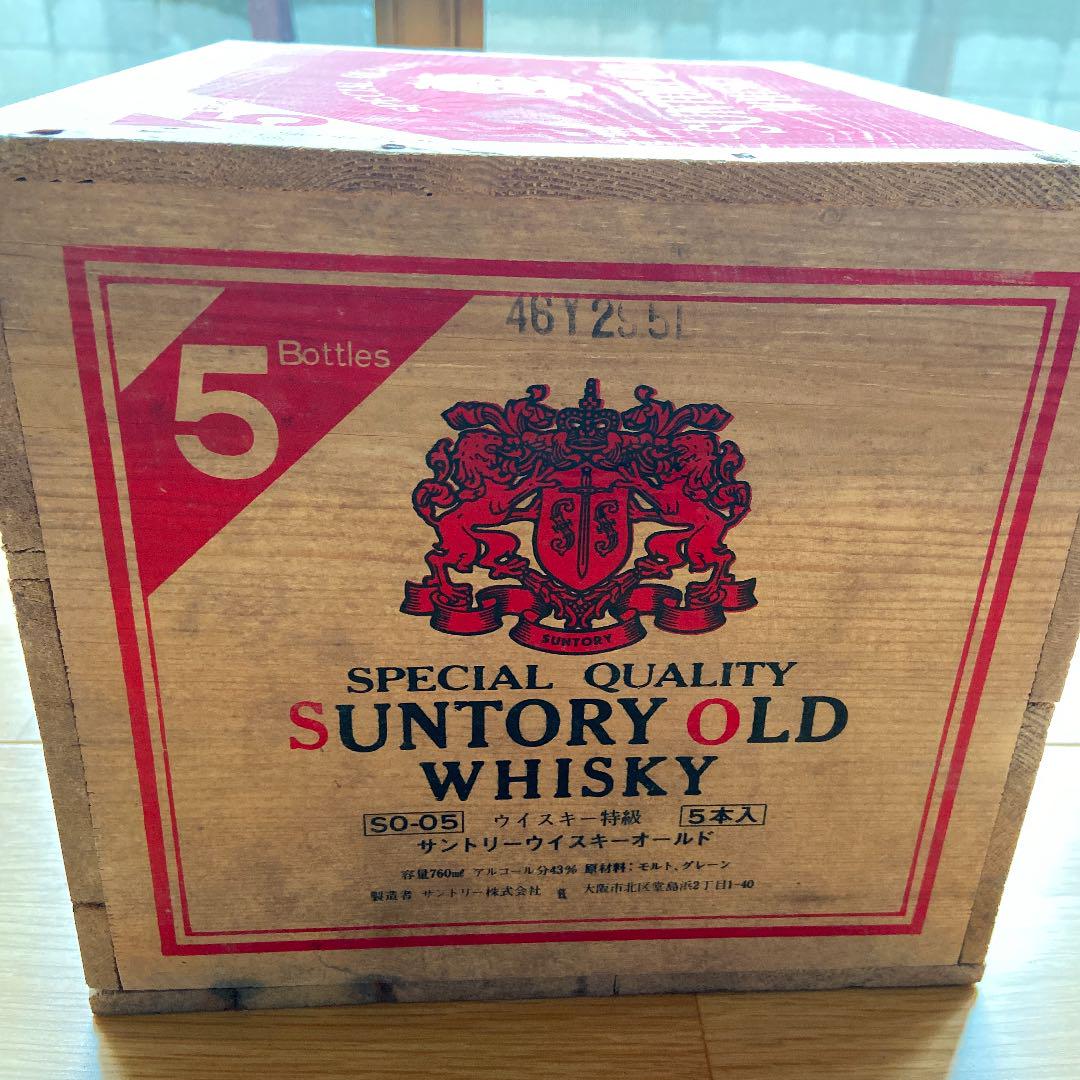 5 Bottles
SUNTORY
SPECIAL QUALITY
SUNTORY OLD
WHISKY
SO-05 ウイスキー特級 5本入
サントリーウイスキーオールド
容量760㎖ アルコール分43% 原材料:モルト、グレーン
製造者 サントリー株式会社 大阪市北区堂島浜2丁目1-40